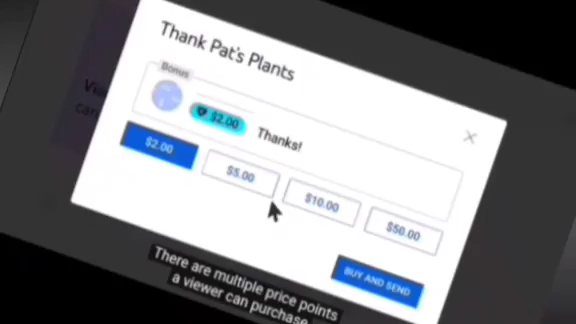 Thank Pat's Plants
Bonus
$2.00
Thanks!
$2.00
$5.00
$10.00
$50.00
BUY AND SEND
There are multiple price points
a viewer can purchase